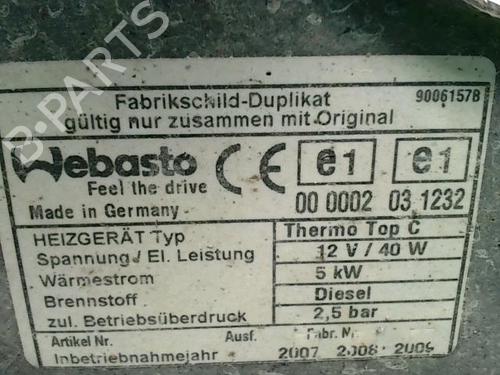 Fabrikschild-Duplikat 9006157B
gültig nur zusammen mit Original
Webasto CE e1 e1
Feel the drive
Made in Germany 00 0002 03 1232
HEIZGERÄT Typ Thermo Top C
Spannung / El. Leistung 12 V / 40 W
Wärmestrom 5 kW
Brennstoff Diesel
zul. Betriebsüberdruck 2,5 bar
Artikel Nr. Ausf. Fabr. Nr.
Inbetriebnahmejahr 2007 2008 2009
B-PARTS